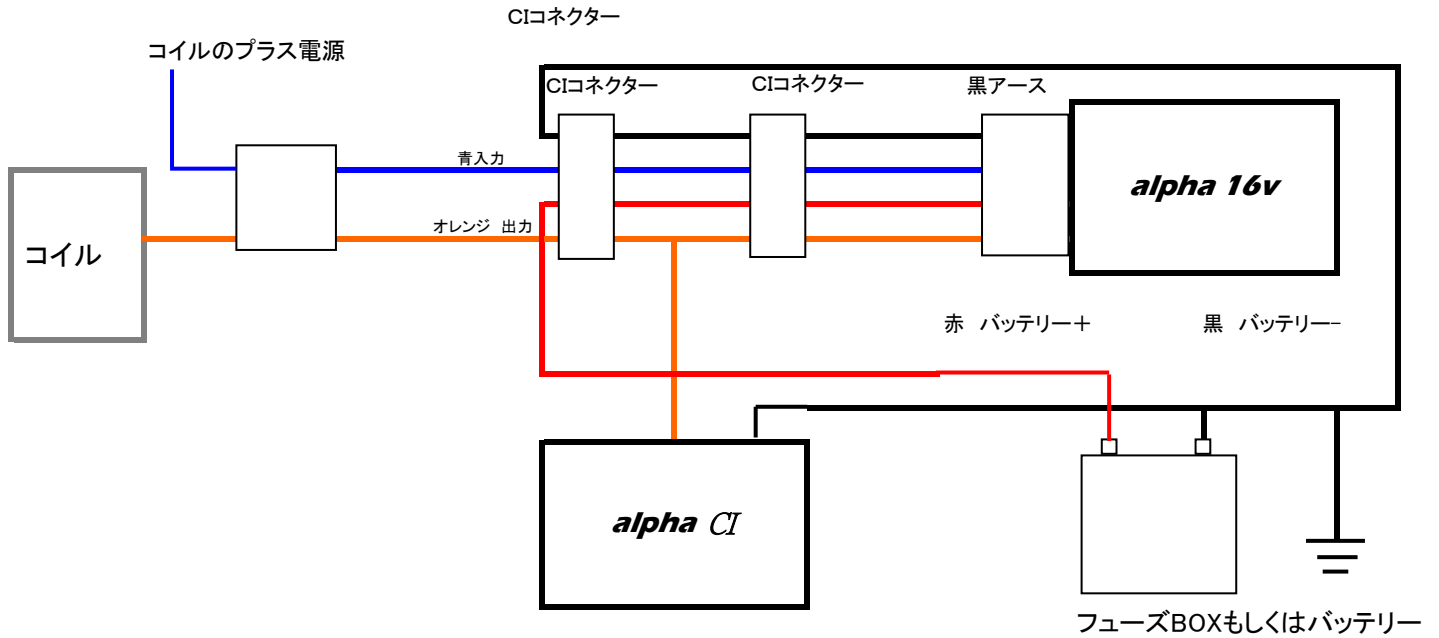 CIコネクター
コイルのプラス電源
CIコネクター
CIコネクター
黒アース
青入力
alpha 16v
オレンジ 出力
コイル
赤 バッテリー＋
黒 バッテリー−
alpha CI
フューズBOXもしくはバッテリー